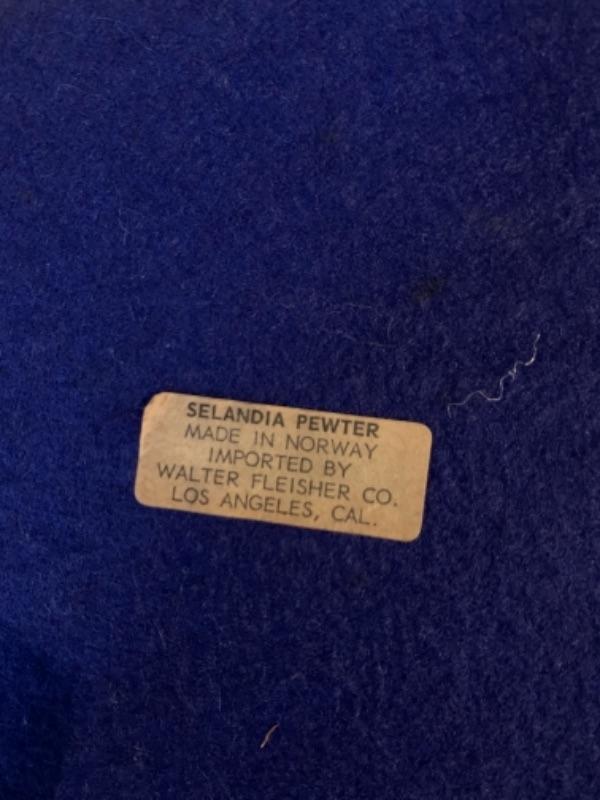 SELANDIA PEWTER
MADE IN NORWAY
IMPORTED BY
WALTER FLEISHER CO.
LOS ANGELES, CAL.